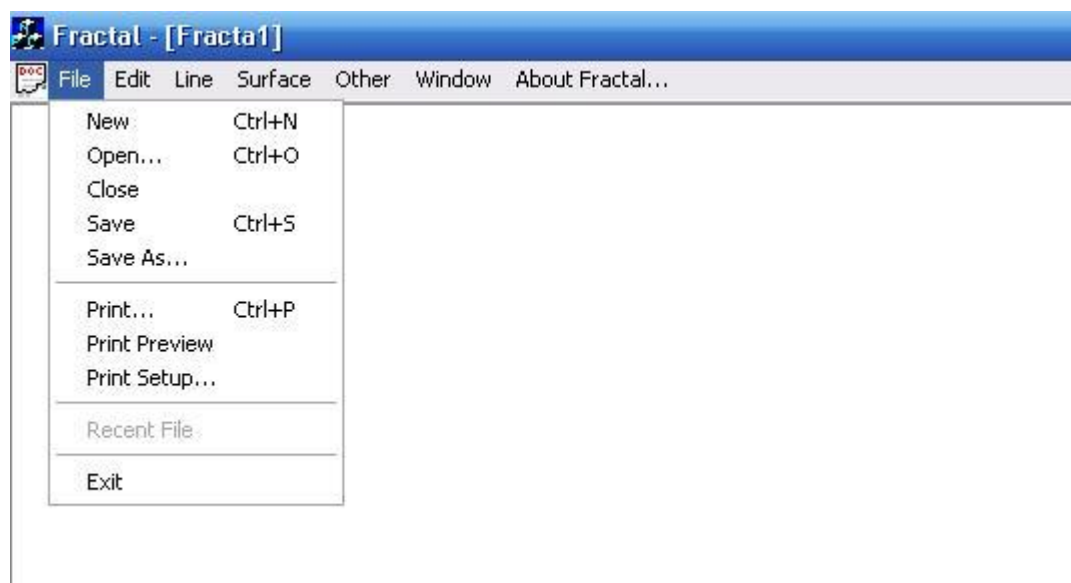 Fractal - [Fracta1]
DOC
File Edit Line Surface Other Window About Fractal...
New Ctrl+N
Open... Ctrl+O
Close
Save Ctrl+S
Save As...
Print... Ctrl+P
Print Preview
Print Setup...
Recent File
Exit